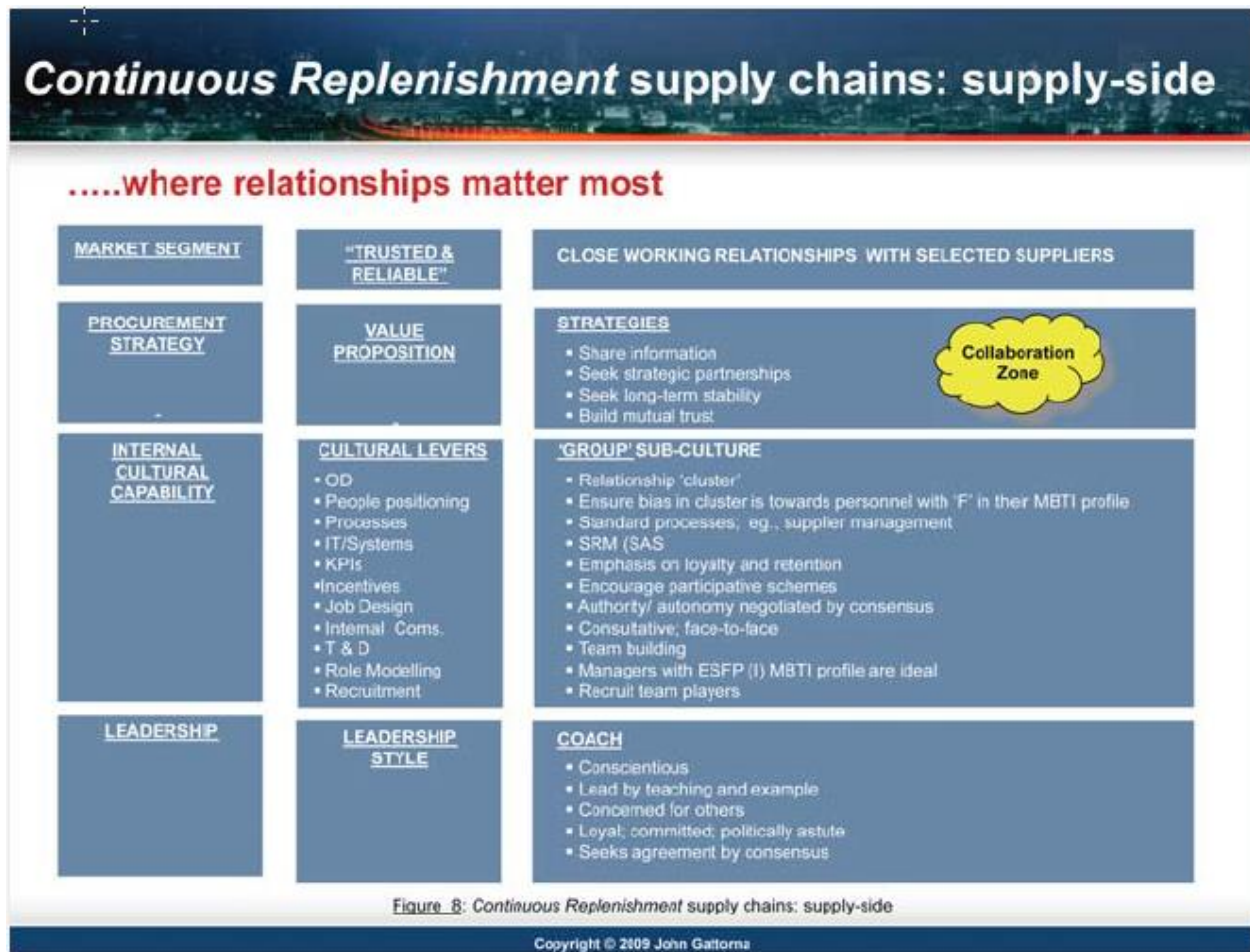 Continuous Replenishment supply chains: supply-side
.....where relationships matter most
MARKET SEGMENT
"TRUSTED &
RELIABLE"
CLOSE WORKING RELATIONSHIPS WITH SELECTED SUPPLIERS
PROCUREMENT
STRATEGY
-
VALUE
PROPOSITION
-
STRATEGIES
▪ Share information
▪ Seek strategic partnerships
▪ Seek long-term stability
▪ Build mutual trust
Collaboration
Zone
INTERNAL
CULTURAL
CAPABILITY
CULTURAL LEVERS
• OD
• People positioning
• Processes
• IT/Systems
• KPIs
•Incentives
• Job Design
• Internal Coms.
• T & D
• Role Modelling
• Recruitment
'GROUP' SUB-CULTURE
▪ Relationship 'cluster'
▪ Ensure bias in cluster is towards personnel with 'F' in their MBTI profile
▪ Standard processes; eg., supplier management
▪ SRM (SAS
▪ Emphasis on loyalty and retention
▪ Encourage participative schemes
▪ Authority/ autonomy negotiated by consensus
▪ Consultative; face-to-face
▪ Team building
▪ Managers with ESFP (I) MBTI profile are ideal
▪ Recruit team players
LEADERSHIP
LEADERSHIP
STYLE
COACH
▪ Conscientious
▪ Lead by teaching and example
▪ Concerned for others
▪ Loyal; committed; politically astute
▪ Seeks agreement by consensus
Figure 8: Continuous Replenishment supply chains: supply-side
Copyright © 2009 John Gattorna